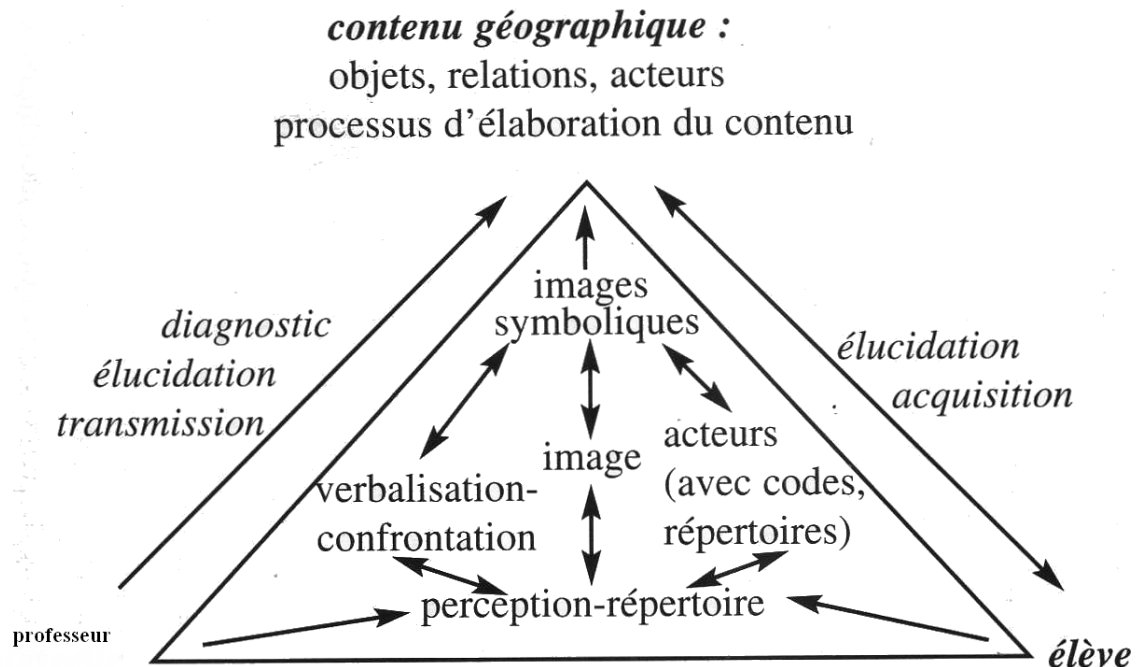 contenu géographique :
objets, relations, acteurs
processus d'élaboration du contenu
images
symboliques
diagnostic
élucidation
transmission
élucidation
acquisition
image
acteurs
(avec codes,
répertoires)
verbalisation-
confrontation
perception-répertoire
professeur
élève